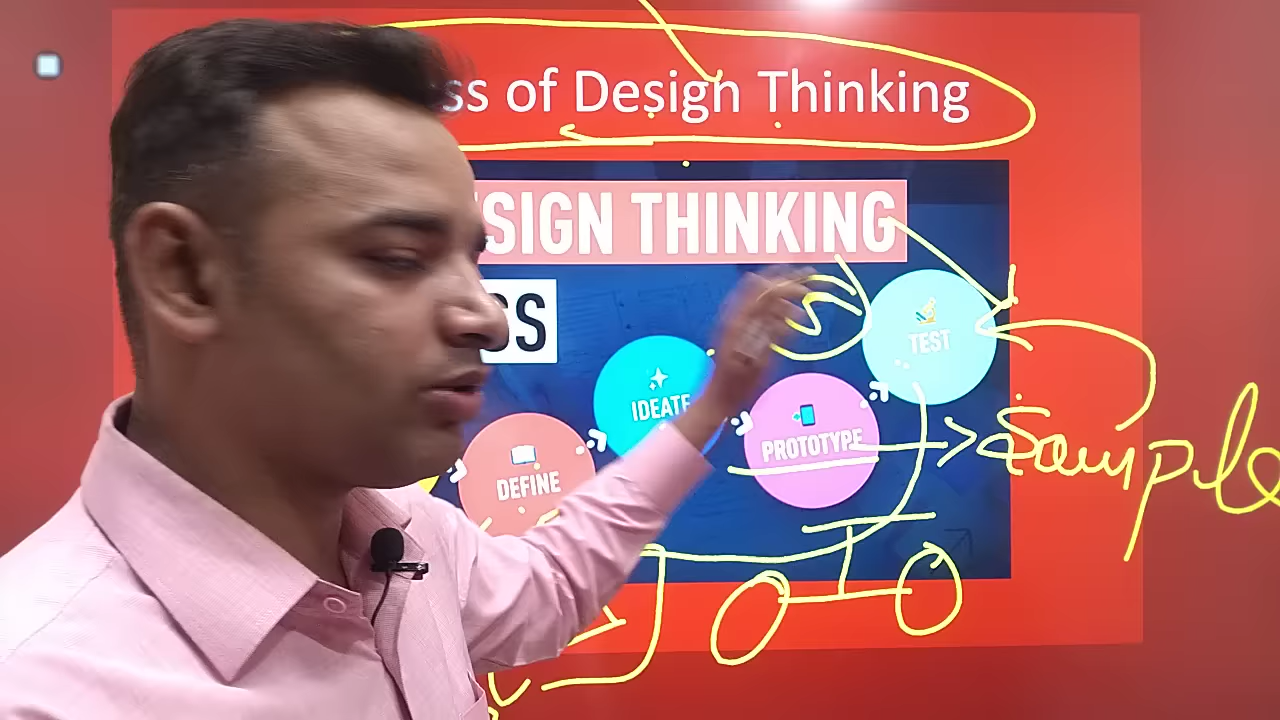 ss of Design Thinking
SIGN THINKING
SS
TEST
IDEATE
PROTOTYPE
Sample
DEFINE